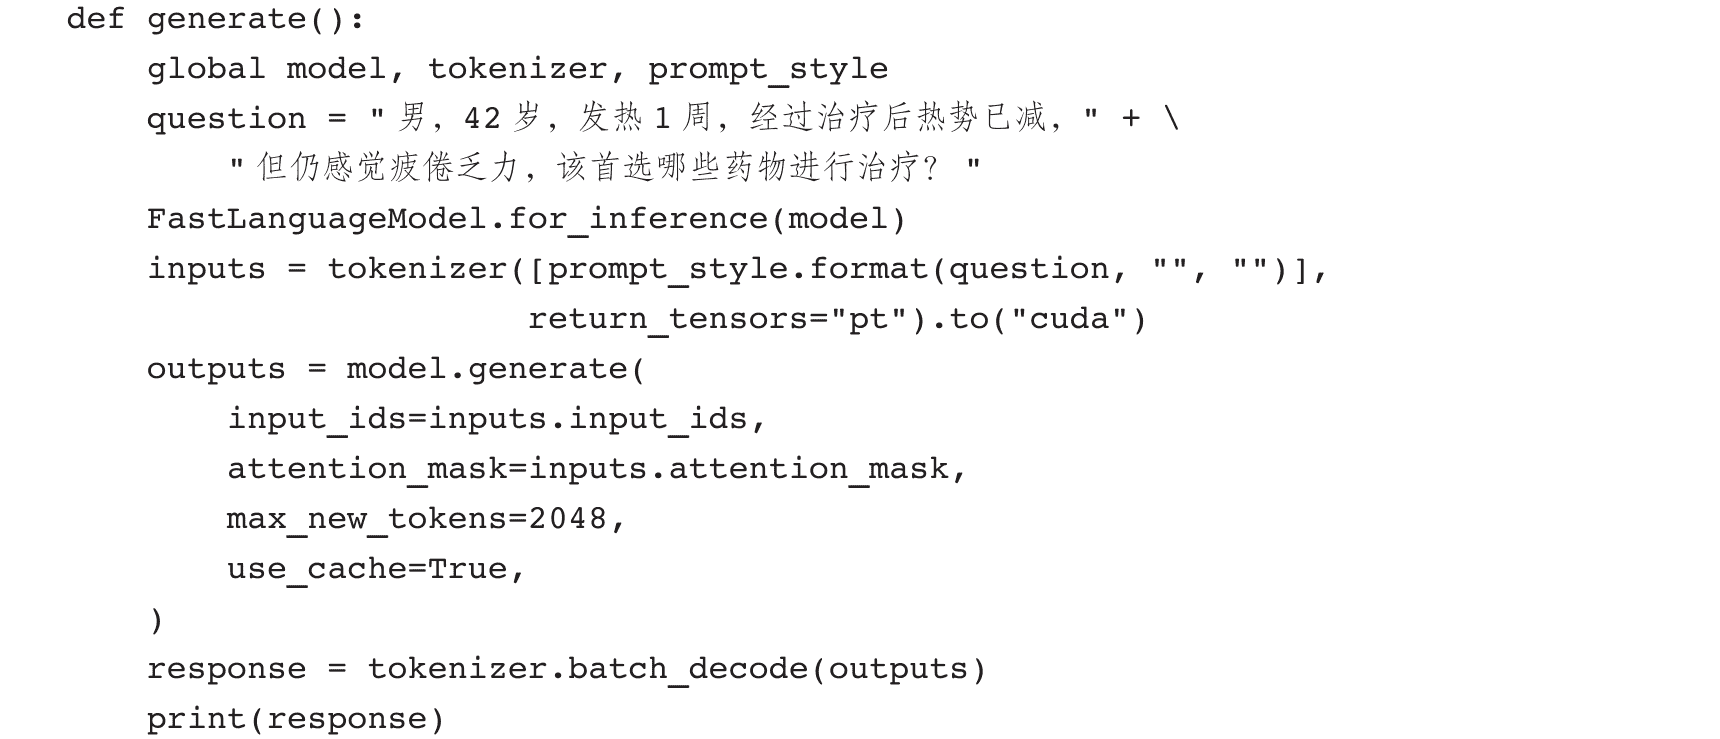 def generate():
    global model, tokenizer, prompt_style
    question = "男，42岁，发热1周，经过治疗后热势已减，" + \
        "但仍感觉疲倦乏力，该首选哪些药物进行治疗？"
    FastLanguageModel.for_inference(model)
    inputs = tokenizer([prompt_style.format(question, "", "")],
                       return_tensors="pt").to("cuda")
    outputs = model.generate(
        input_ids=inputs.input_ids,
        attention_mask=inputs.attention_mask,
        max_new_tokens=2048,
        use_cache=True,
    )
    response = tokenizer.batch_decode(outputs)
    print(response)